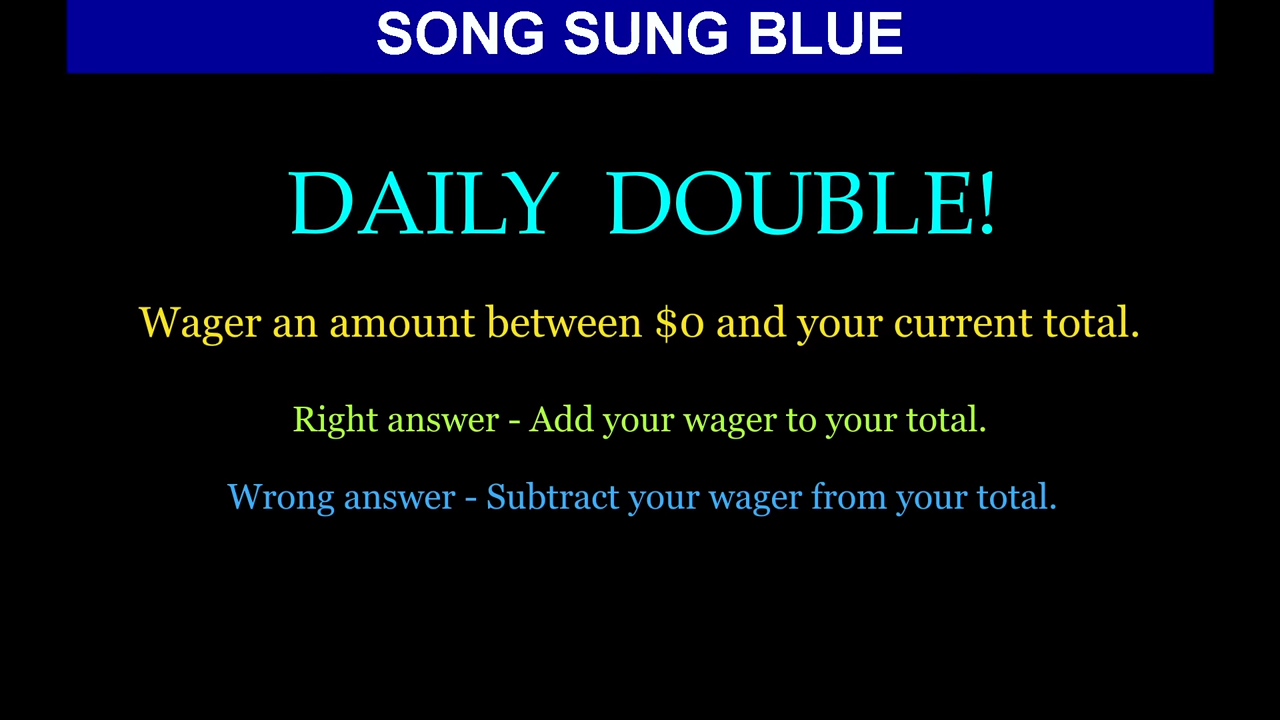 SONG SUNG BLUE
DAILY DOUBLE!
Wager an amount between $0 and your current total.
Right answer - Add your wager to your total.
Wrong answer - Subtract your wager from your total.